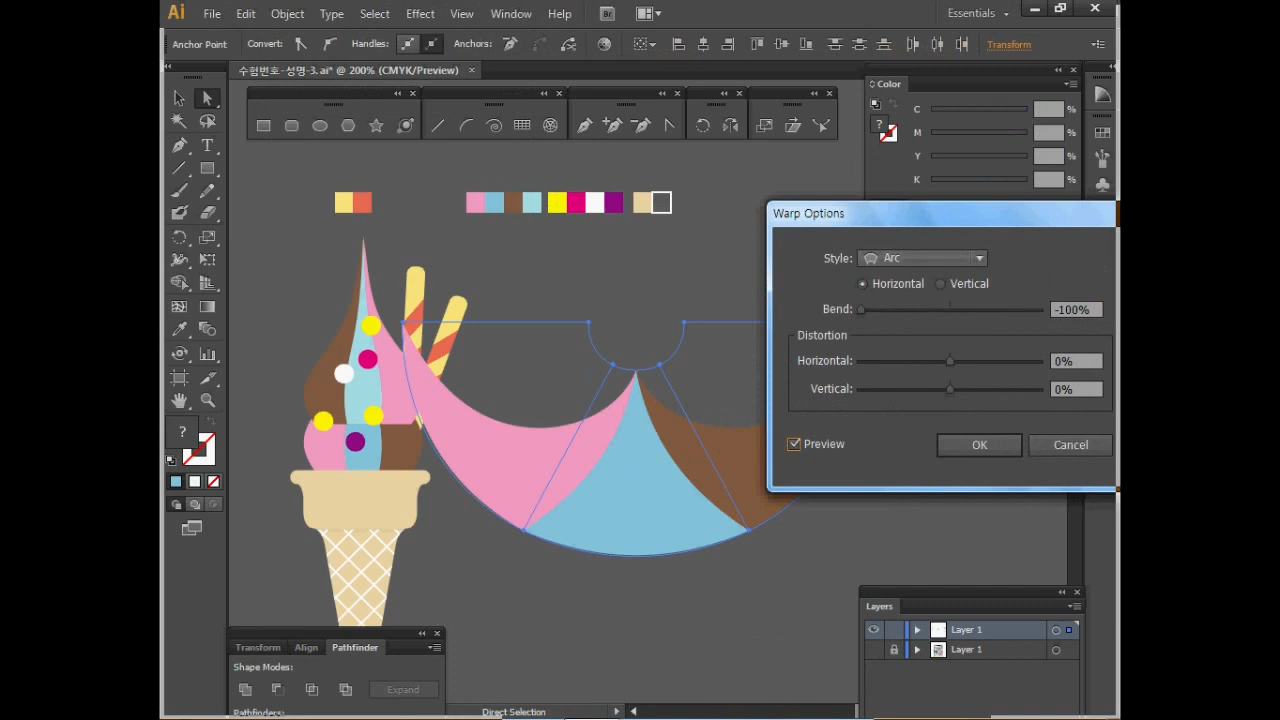 Ai File Edit Object Type Select Effect View Window Help Br Essentials
Anchor Point Convert: Handles: Anchors: Transform
수험번호-성명-3.ai* @ 200% (CMYK/Preview)
Color
C %
M %
Y %
K %
Warp Options
Style: Arc
Horizontal Vertical
Bend: -100%
Distortion
Horizontal: 0%
Vertical: 0%
Preview OK Cancel
Layers
Layer 1
Layer 1
Transform Align Pathfinder
Shape Modes:
Expand
Pathfinders:
Direct Selection